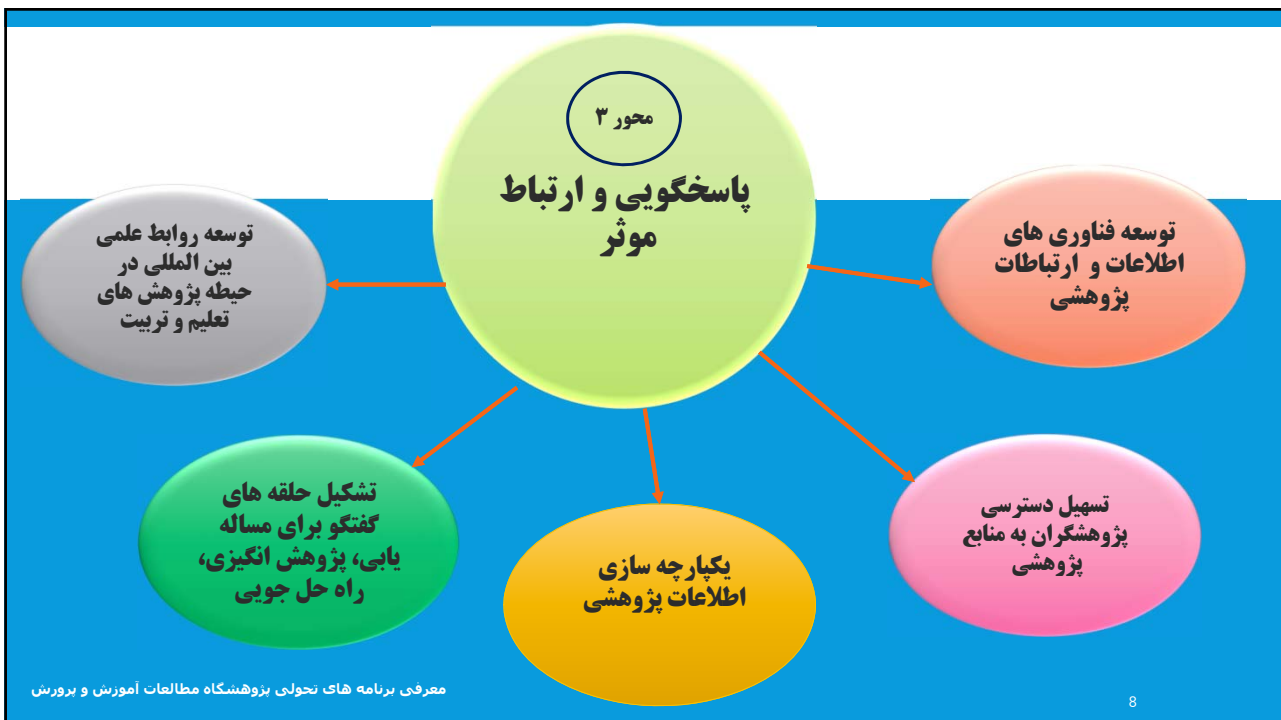 محور ۳
پاسخگویی و ارتباط
موثر
توسعه فناوری های
اطلاعات و ارتباطات
پژوهشی
تسهیل دسترسی
پژوهشگران به منابع
پژوهشی
یکپارچه سازی
اطلاعات پژوهشی
تشکیل حلقه های
گفتگو برای مساله
یابی، پژوهش انگیزی،
راه حل جویی
توسعه روابط علمی
بین المللی در
حیطه پژوهش های
تعلیم و تربیت
معرفی برنامه های تحولی پژوهشگاه مطالعات آموزش و پرورش
8